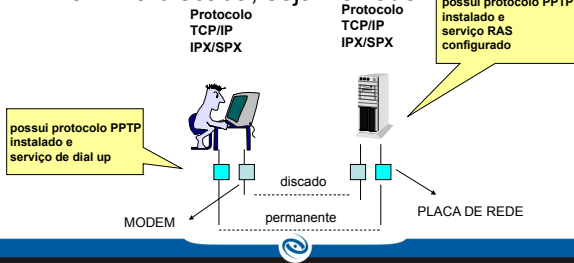 Protocolo
TCP/IP
IPX/SPX
Protocolo
TCP/IP
IPX/SPX
possui protocolo PPTP
instalado e
serviço RAS
configurado
possui protocolo PPTP
instalado e
serviço de dial up
discado
permanente
MODEM
PLACA DE REDE